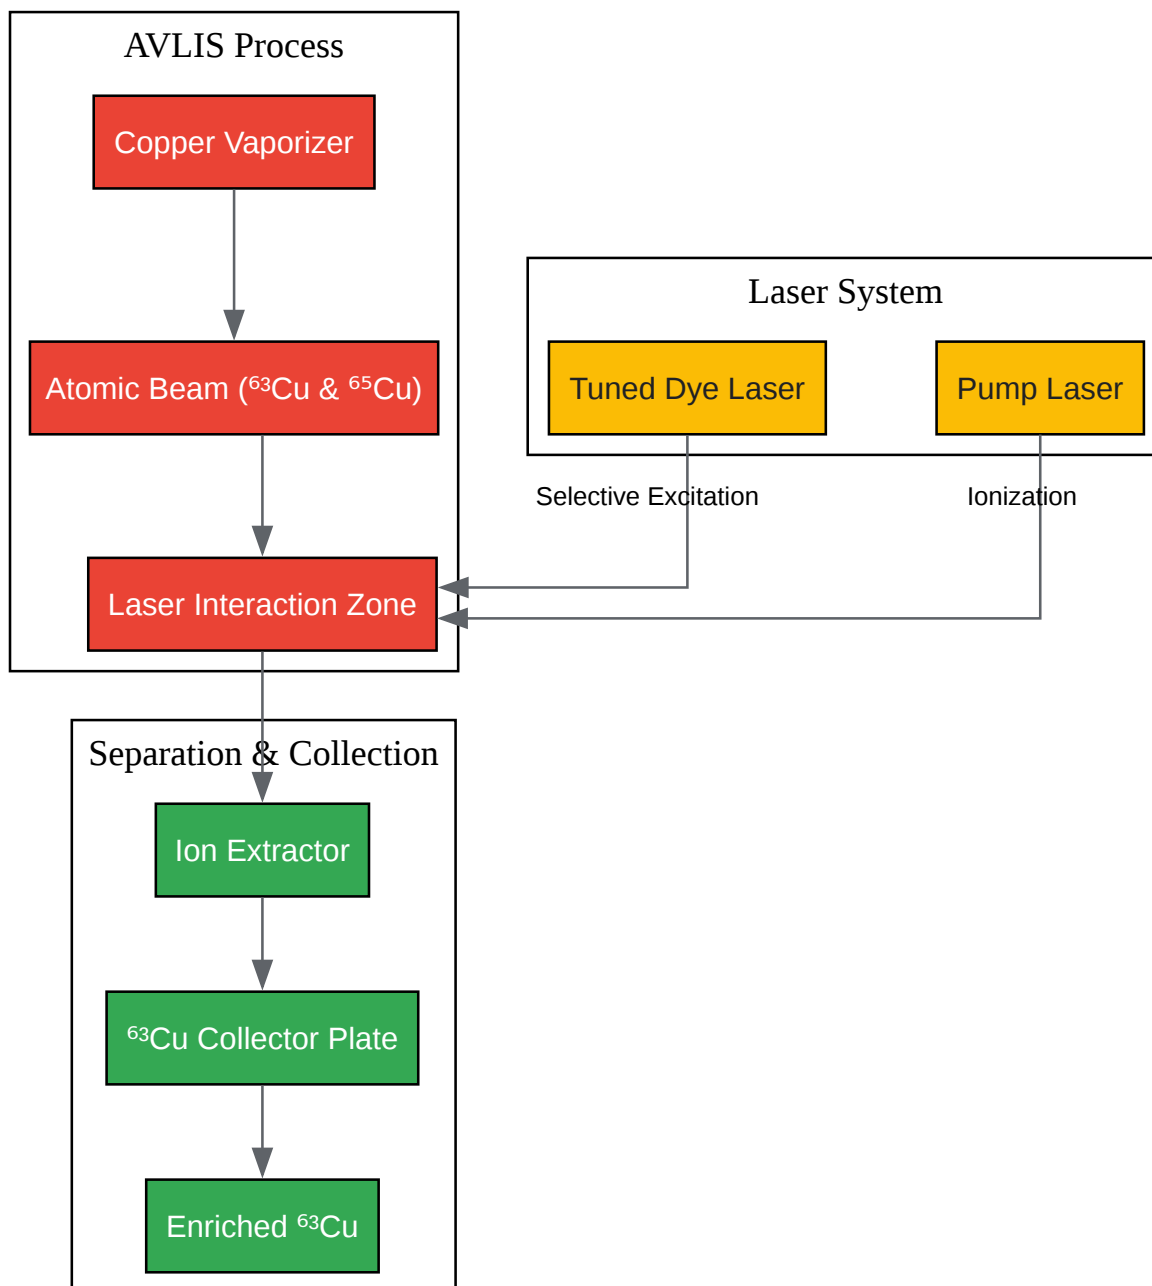 AVLIS Process
Copper Vaporizer
Laser System
Atomic Beam (⁶³Cu & ⁶⁵Cu)
Tuned Dye Laser
Pump Laser
Selective Excitation
Ionization
Laser Interaction Zone
Separation & Collection
Ion Extractor
⁶³Cu Collector Plate
Enriched ⁶³Cu